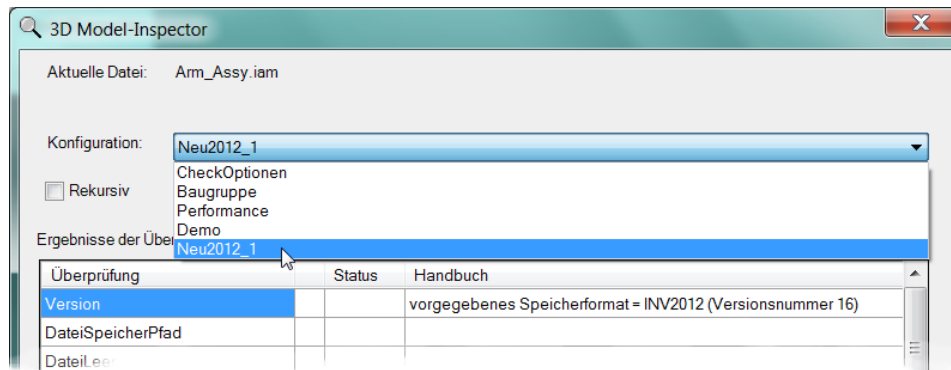 3D Model-Inspector
Aktuelle Datei: Arm_Assy.iam
Konfiguration: Neu2012_1
CheckOptionen
Rekursiv Baugruppe
Performance
Demo
Ergebnisse der Über
Neu2012_1
Überprüfung Status Handbuch
Version vorgegebenes Speicherformat = INV2012 (Versionsnummer 16)
DateiSpeicherPfad
DateiLee